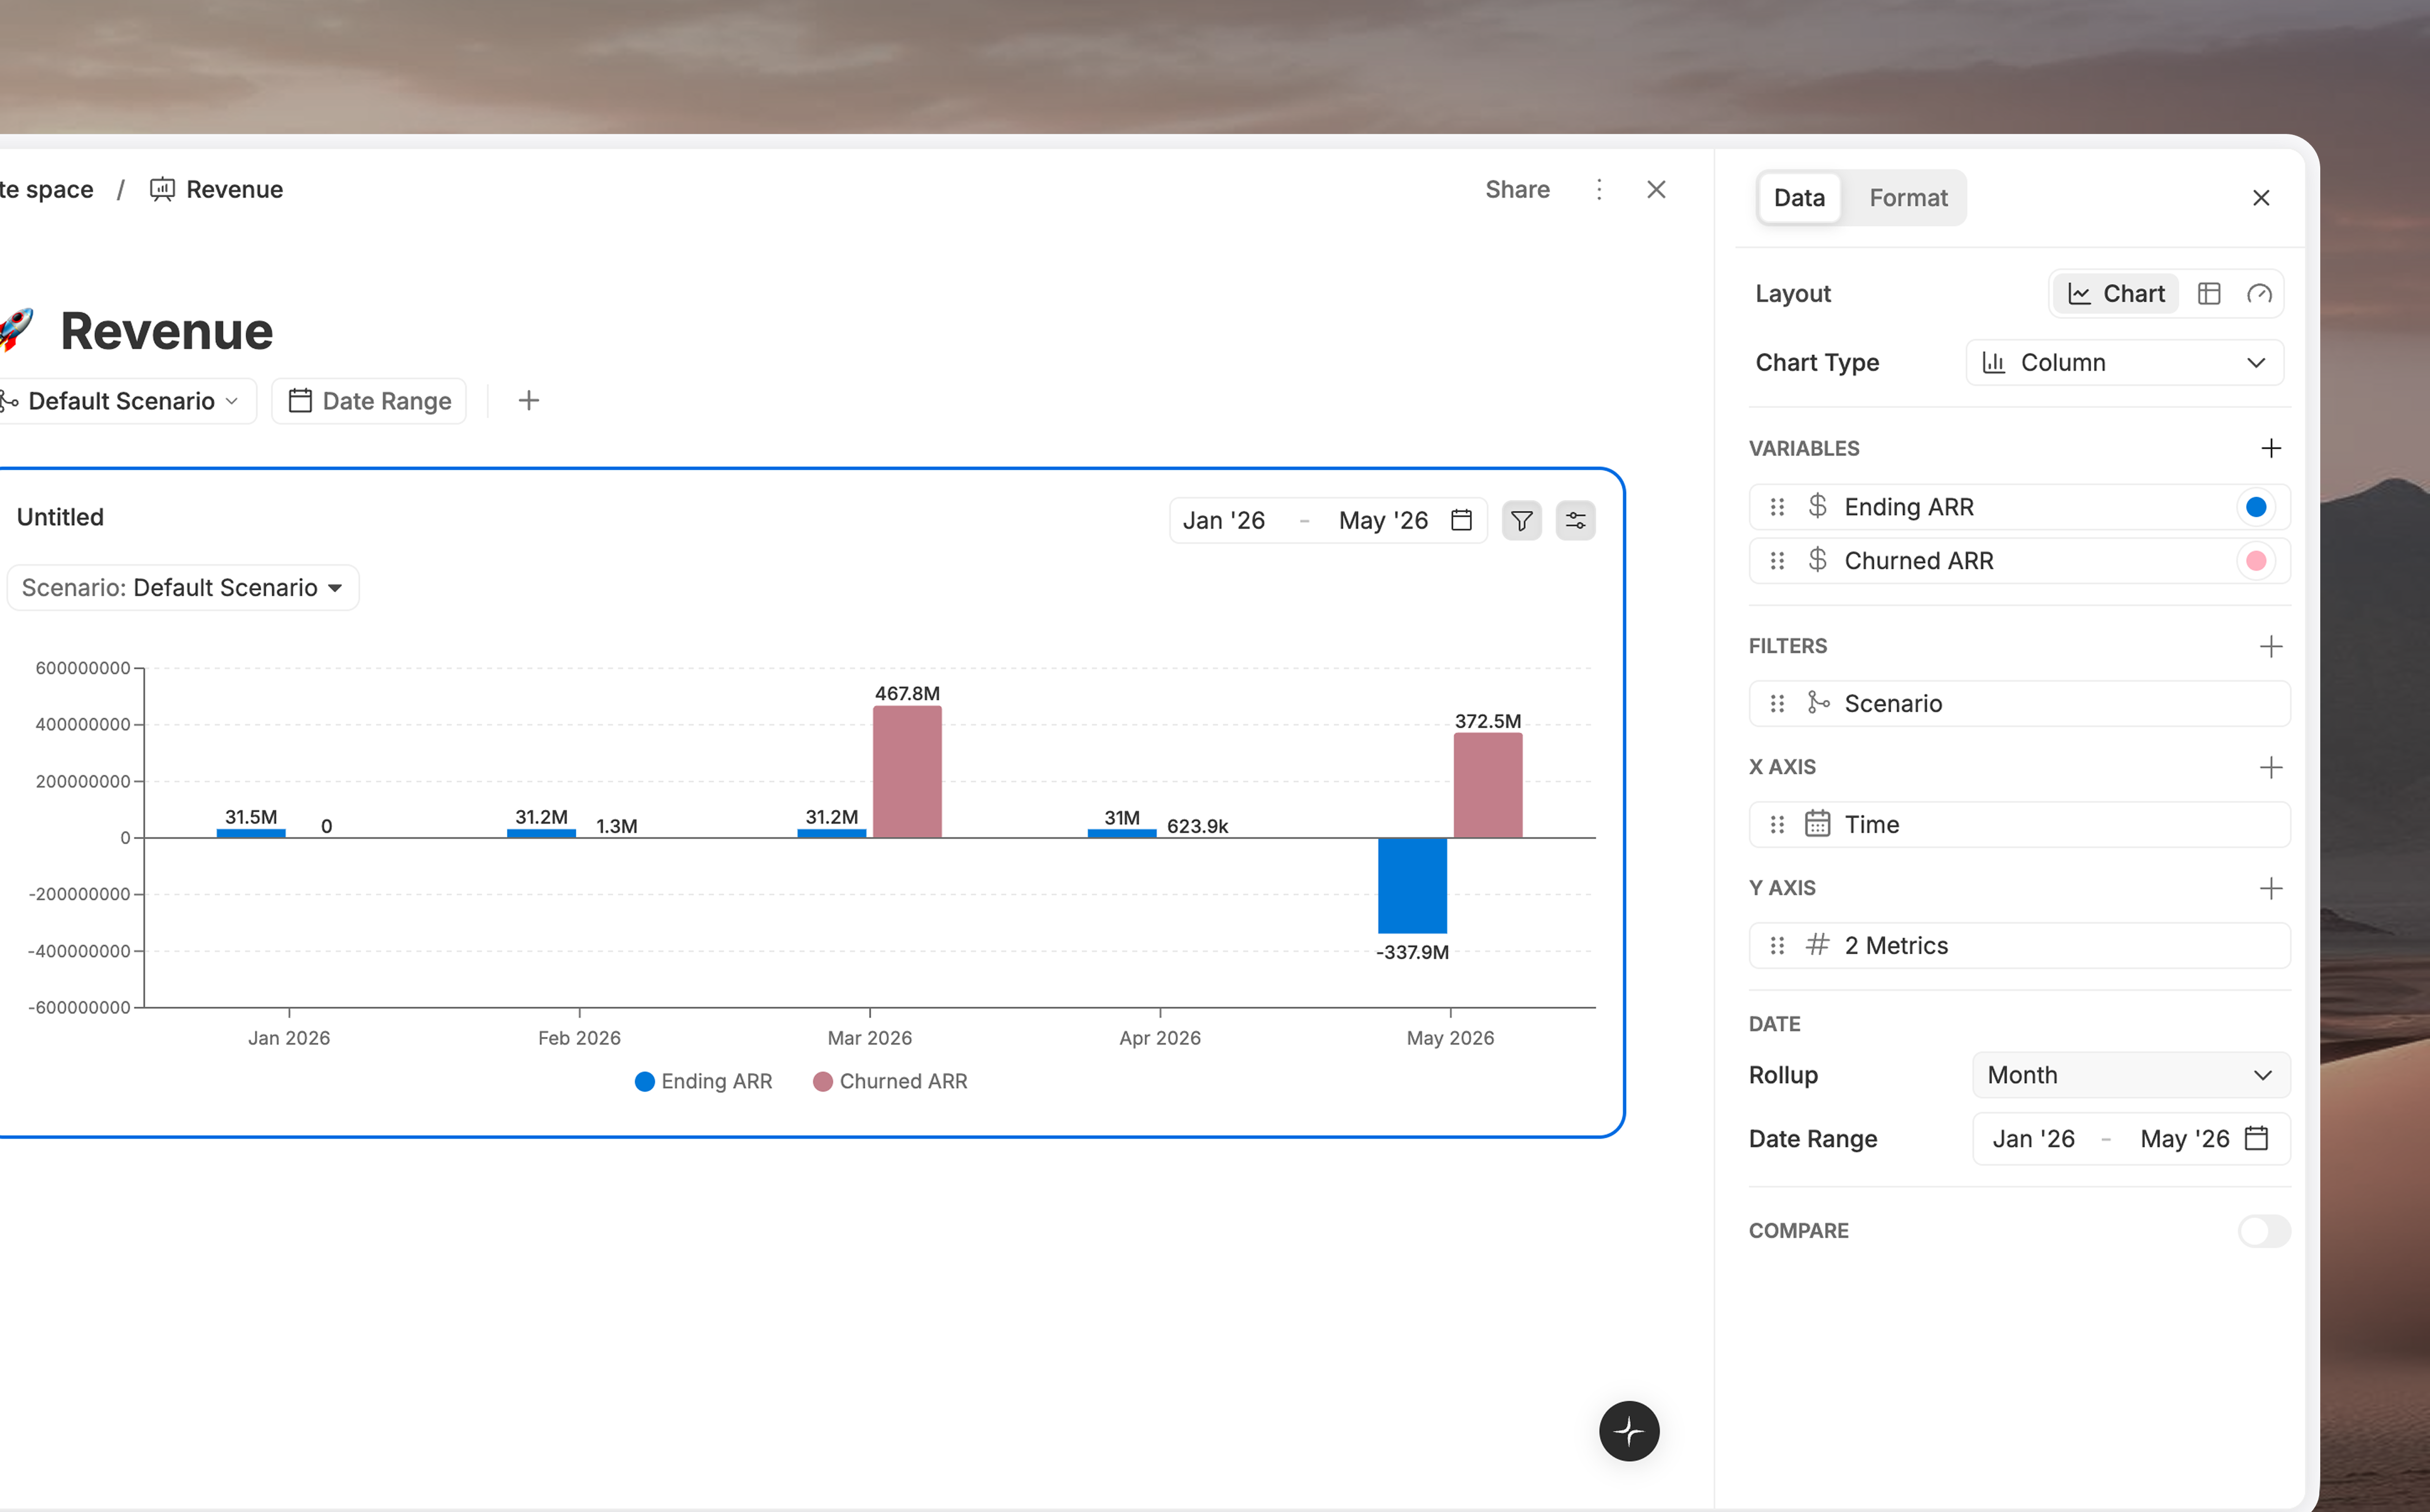 te space / Revenue
Share
Data Format
Layout
Chart
Revenue
Chart Type
Column
Default Scenario
Date Range
VARIABLES
Ending ARR
Churned ARR
Untitled
Jan '26 - May '26
Scenario: Default Scenario
FILTERS
Scenario
X AXIS
Time
Y AXIS
2 Metrics
DATE
Rollup
Month
Date Range
Jan '26 - May '26
COMPARE
600000000
400000000
200000000
0
-200000000
-400000000
-600000000
31.5M
0
31.2M
1.3M
31.2M
467.8M
31M
623.9k
-337.9M
372.5M
Jan 2026
Feb 2026
Mar 2026
Apr 2026
May 2026
Ending ARR
Churned ARR